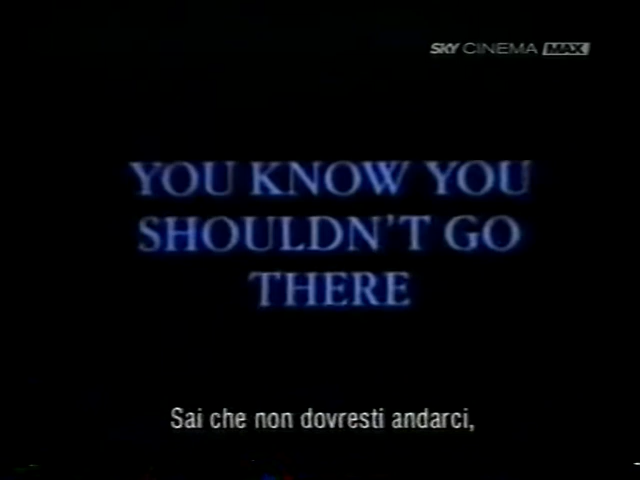 SKY CINEMA MAX
YOU KNOW YOU
SHOULDN'T GO
THERE
Sai che non dovresti andarci,